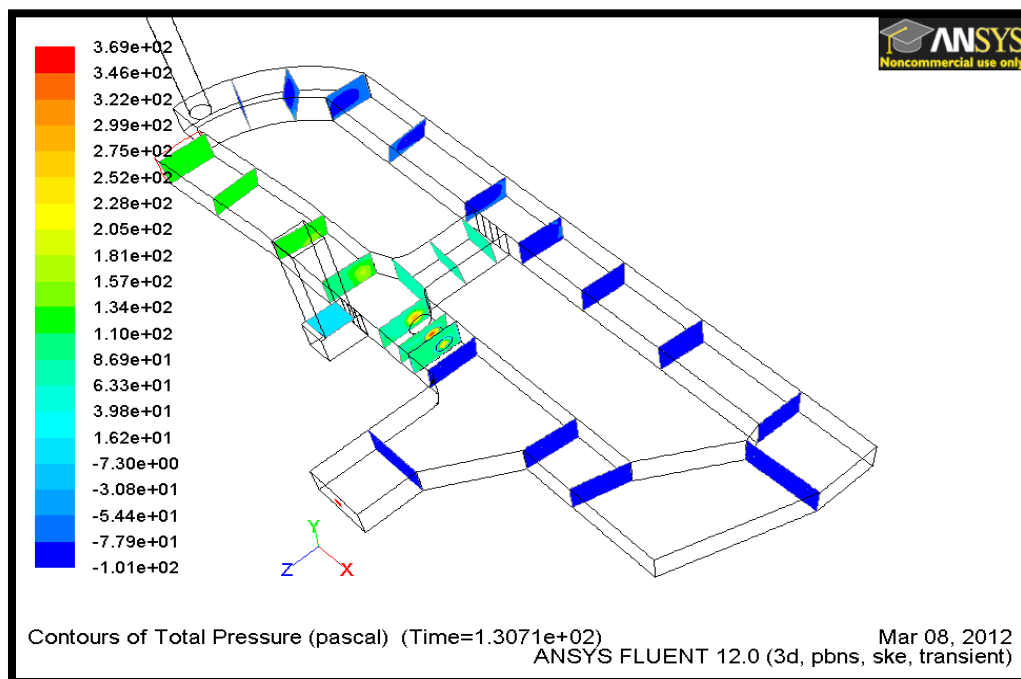 ANSYS
Noncommercial use only
3.69e+02
3.46e+02
3.22e+02
2.99e+02
2.75e+02
2.52e+02
2.28e+02
2.05e+02
1.81e+02
1.57e+02
1.34e+02
1.10e+02
8.69e+01
6.33e+01
3.98e+01
1.62e+01
-7.30e+00
-3.08e+01
-5.44e+01
-7.79e+01
-1.01e+02
Y
Z
X
Contours of Total Pressure (pascal) (Time=1.3071e+02)
Mar 08, 2012
ANSYS FLUENT 12.0 (3d, pbns, ske, transient)